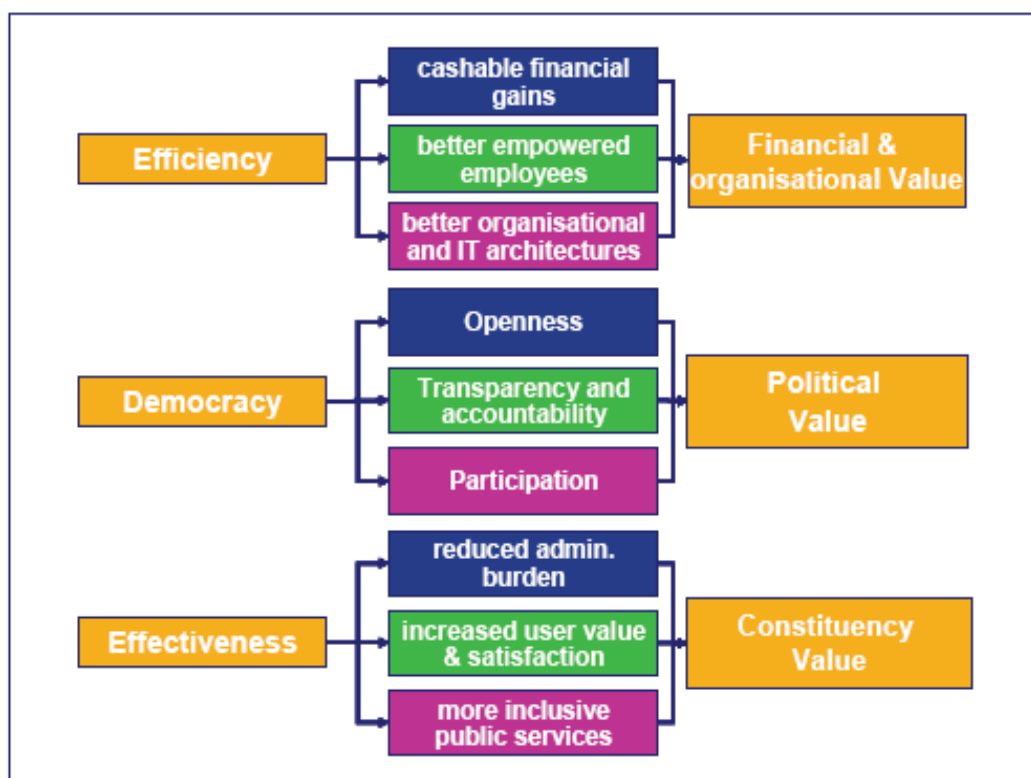 cashable financial
gains
Efficiency
better empowered
employees
better organisational
and IT architectures
Financial &
organisational Value
Openness
Democracy
Transparency and
accountability
Participation
Political
Value
reduced admin.
burden
Effectiveness
increased user value
& satisfaction
more inclusive
public services
Constituency
Value